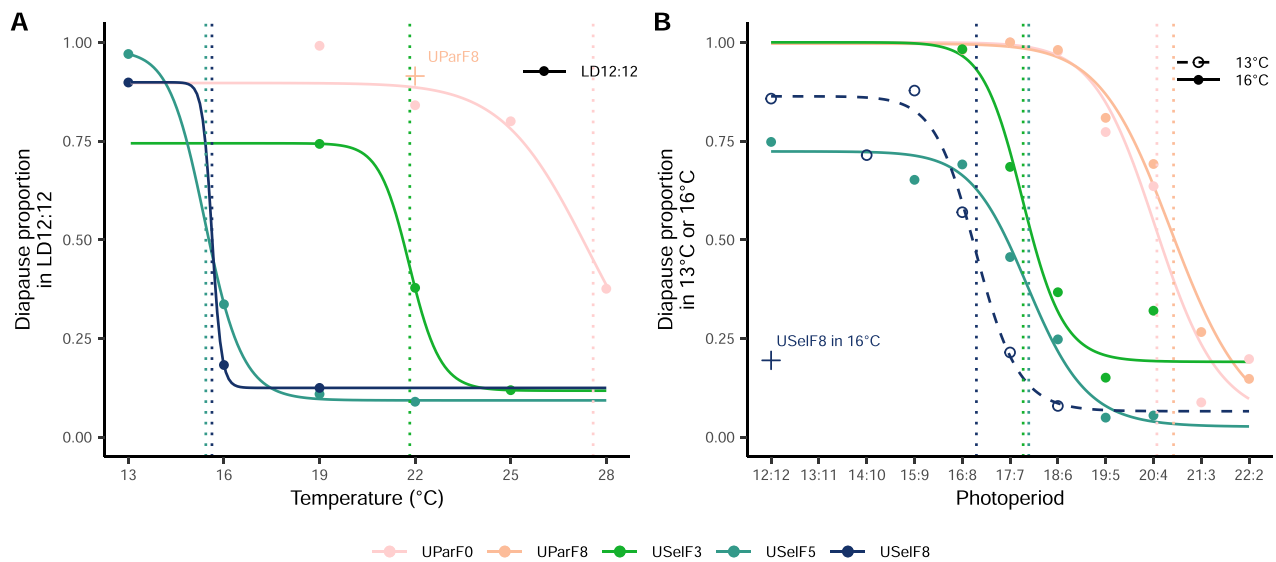 A
Diapause proportion
in LD12:12
1.00
0.75
0.50
0.25
0.00
UParF8
LD12:12
13
16
19
22
25
28
Temperature (°C)
B
Diapause proportion
in 13°C or 16°C
1.00
0.75
0.50
0.25
0.00
13°C
16°C
USelF8 in 16°C
12:12
13:11
14:10
15:9
16:8
17:7
18:6
19:5
20:4
21:3
22:2
Photoperiod
UParF0
UParF8
USelF3
USelF5
USelF8